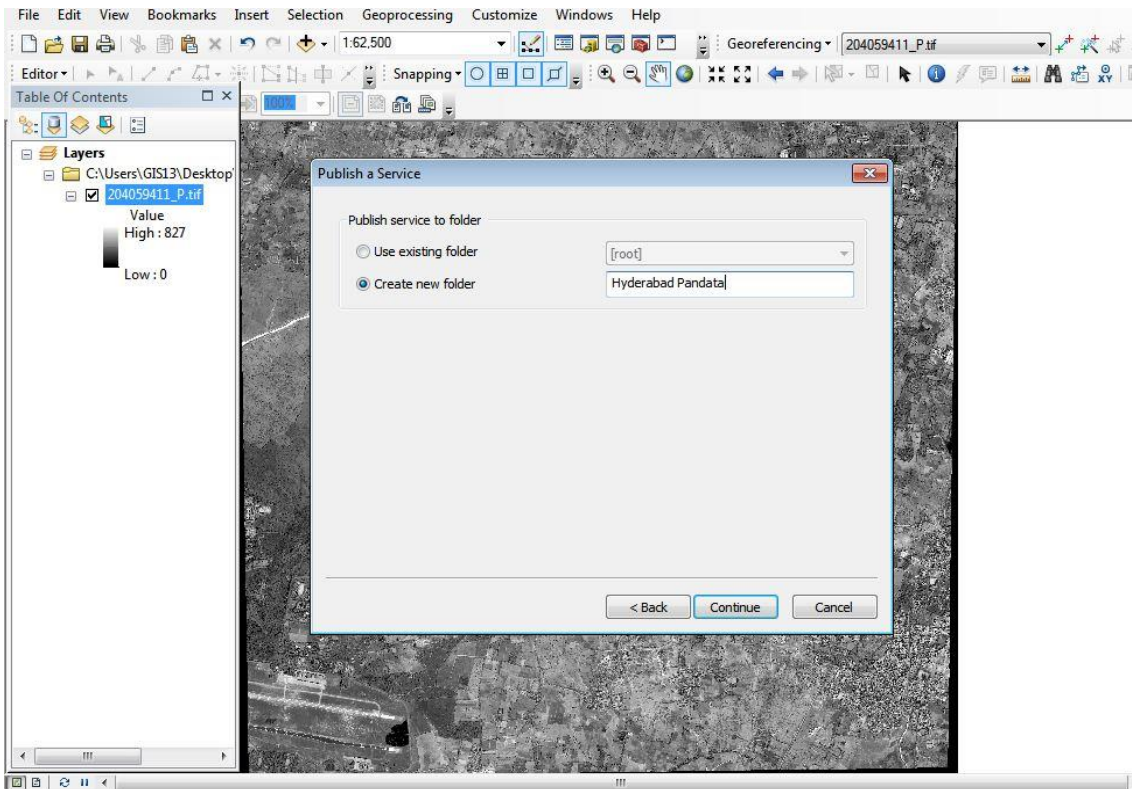 File Edit View Bookmarks Insert Selection Geoprocessing Customize Windows Help
1:62,500 Georeferencing 204059411_P.tif
Editor Snapping
Table Of Contents
100%
Layers
C:\Users\GIS13\Desktop
204059411_P.tif
Value
High : 827
Low : 0
Publish a Service
Publish service to folder
Use existing folder [root]
Create new folder Hyderabad Pandata
< Back Continue Cancel